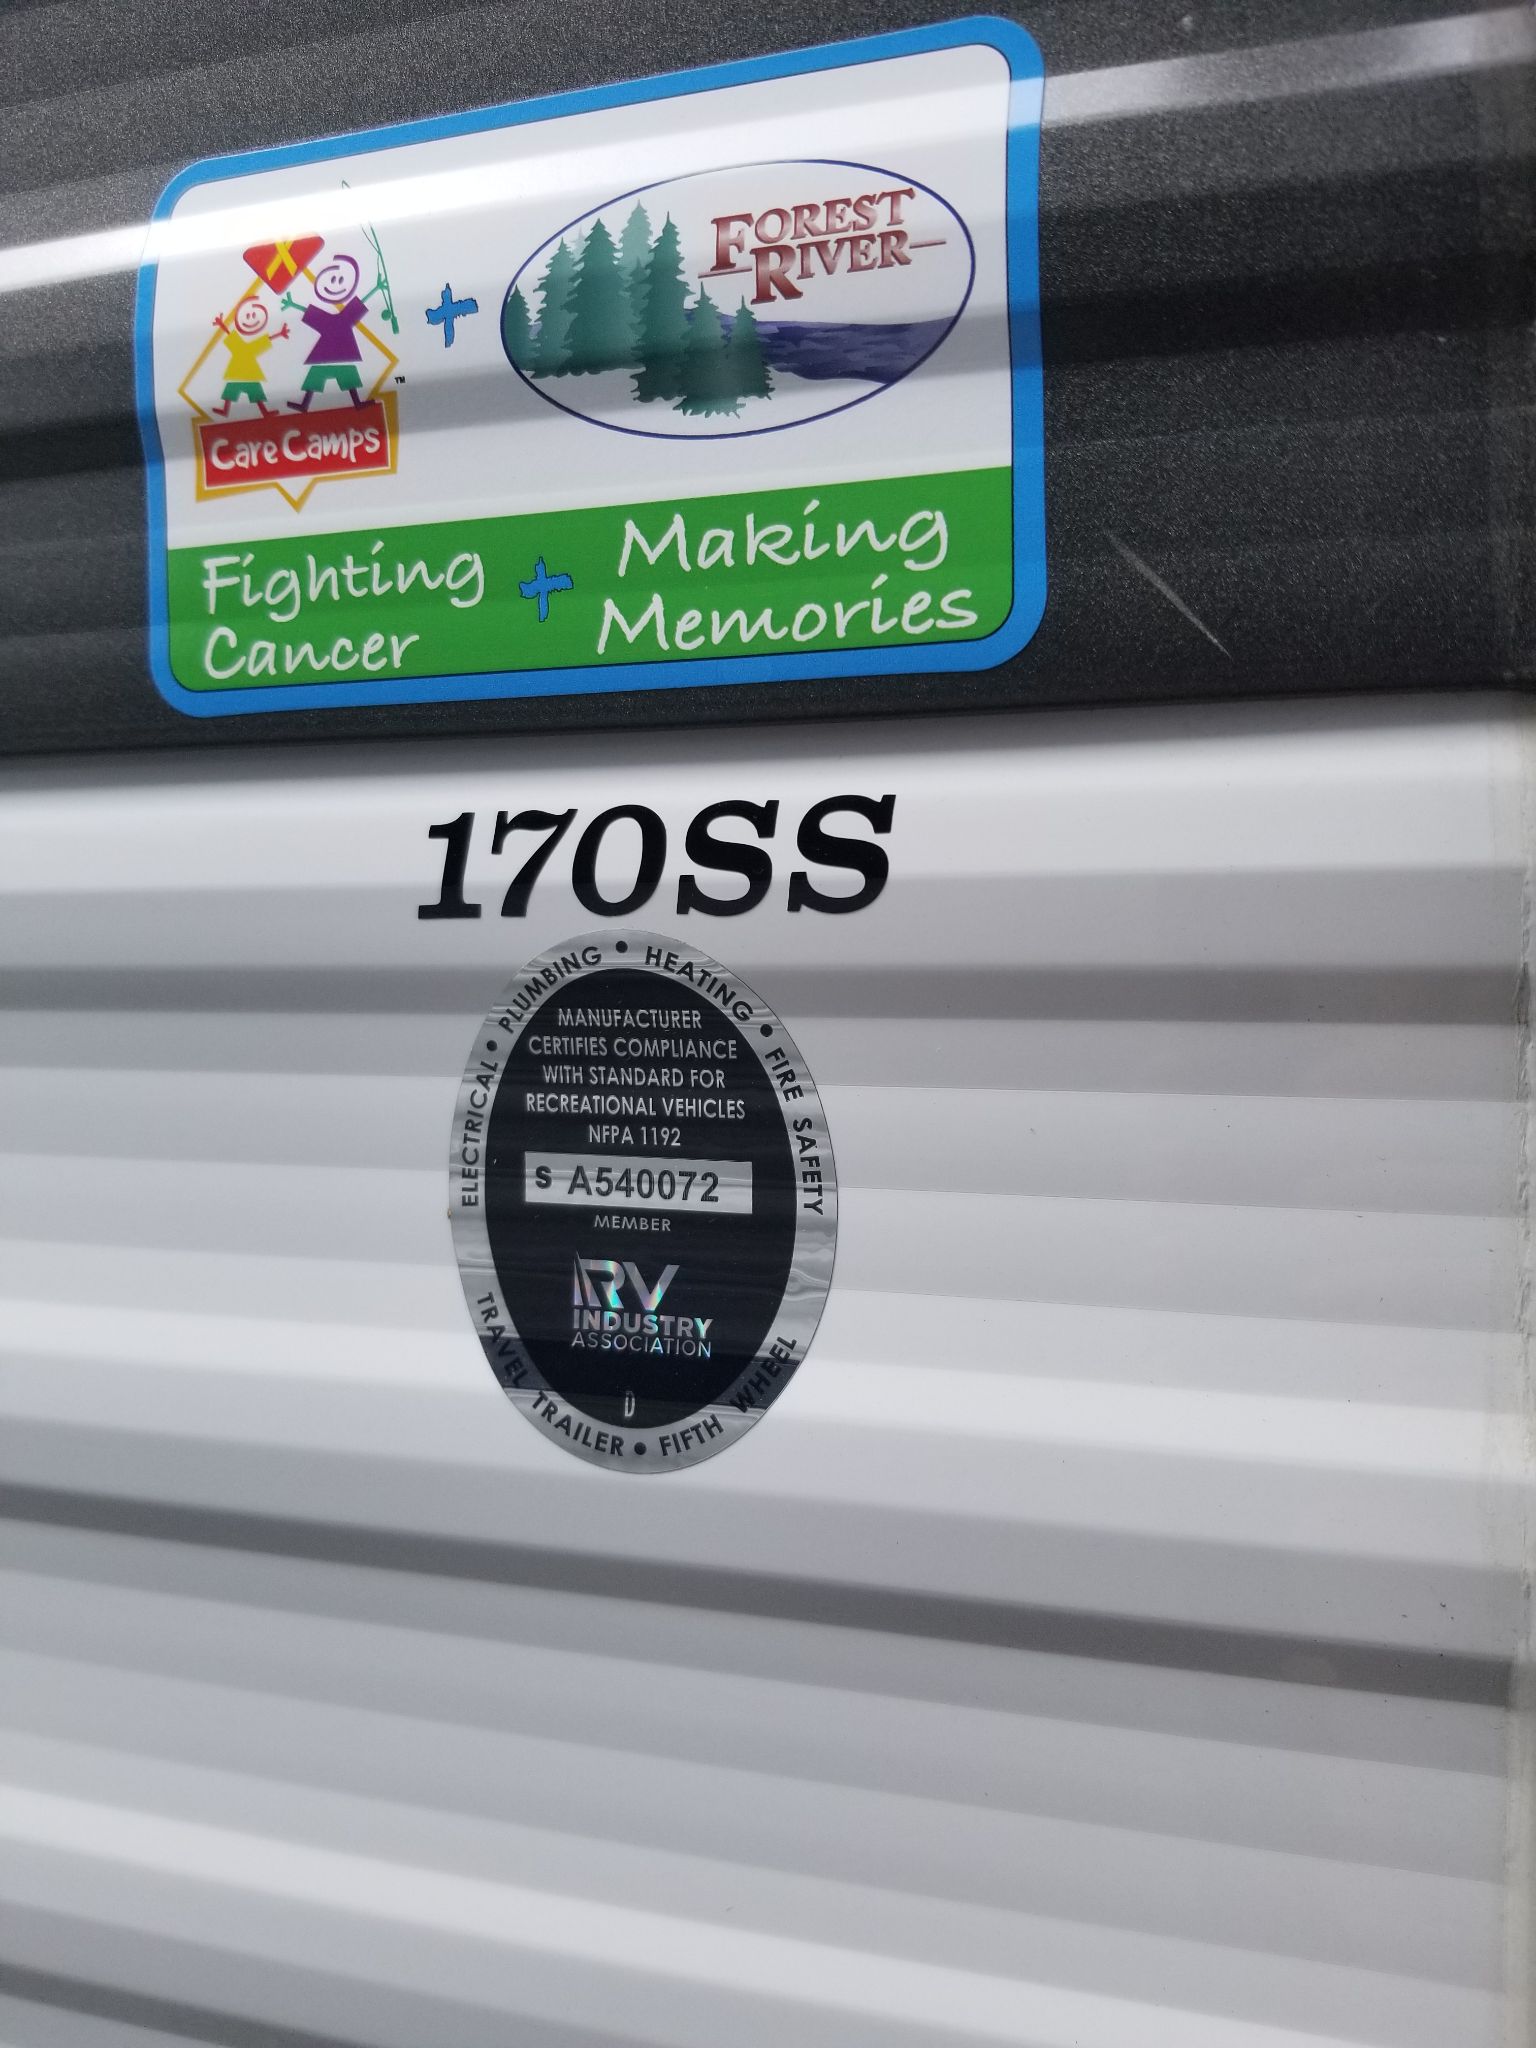 FOREST
RIVER
TM
Care Camps
Fighting
Cancer
Making
Memories
170SS
ELECTRICAL • PLUMBING • HEATING • FIRE SAFETY
MANUFACTURER
CERTIFIES COMPLIANCE
WITH STANDARD FOR
RECREATIONAL VEHICLES
NFPA 1192
S A540072
MEMBER
RV
INDUSTRY
ASSOCIATION
D
TRAVEL TRAILER • FIFTH WHEEL